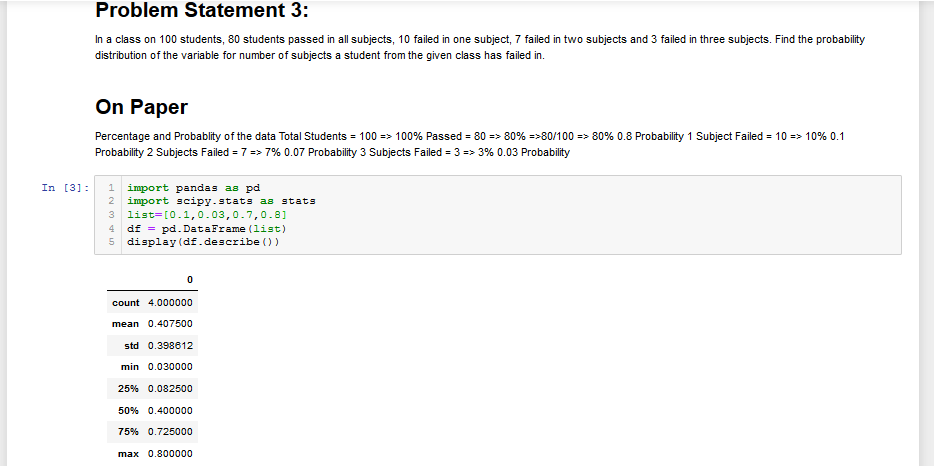 Problem Statement 3:
In a class on 100 students, 80 students passed in all subjects, 10 failed in one subject, 7 failed in two subjects and 3 failed in three subjects. Find the probability
distribution of the variable for number of subjects a student from the given class has failed in.
On Paper
Percentage and Probablity of the data Total Students = 100 => 100% Passed = 80 => 80% =>80/100 => 80% 0.8 Probability 1 Subject Failed = 10 => 10% 0.1
Probability 2 Subjects Failed = 7 => 7% 0.07 Probability 3 Subjects Failed = 3 => 3% 0.03 Probability
In [3]:
1 import pandas as pd
2 import scipy.stats as stats
3 list=[0.1,0.03,0.7,0.8]
4 df = pd.DataFrame(list)
5 display(df.describe())
0
count 4.000000
mean 0.407500
std 0.398612
min 0.030000
25% 0.082500
50% 0.400000
75% 0.725000
max 0.800000